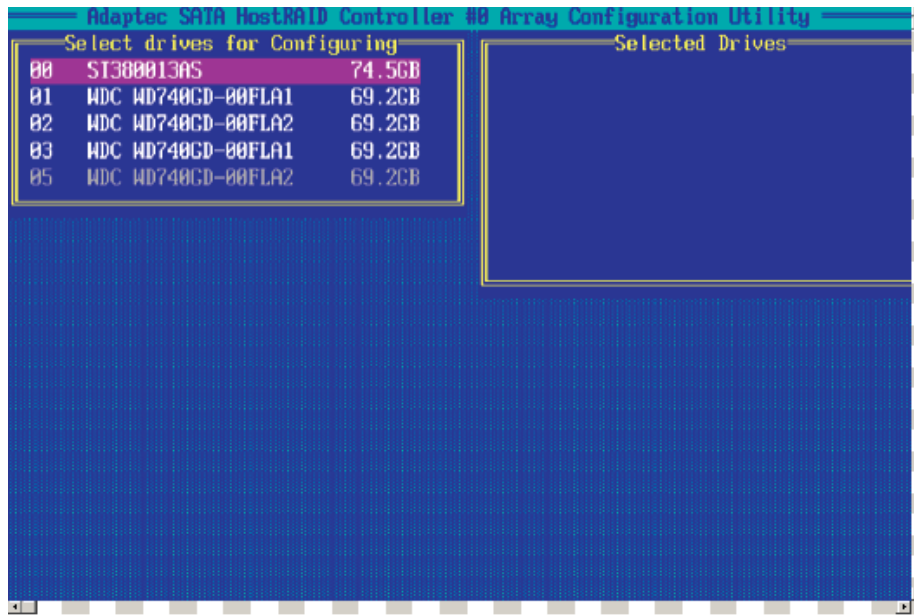 Adaptec SATA HostRAID Controller #0 Array Configuration Utility
Select drives for Configuring
00 ST380013AS 74.5GB
01 WDC WD740GD-00FLA1 69.2GB
02 WDC WD740GD-00FLA2 69.2GB
03 WDC WD740GD-00FLA1 69.2GB
05 WDC WD740GD-00FLA2 69.2GB
Selected Drives